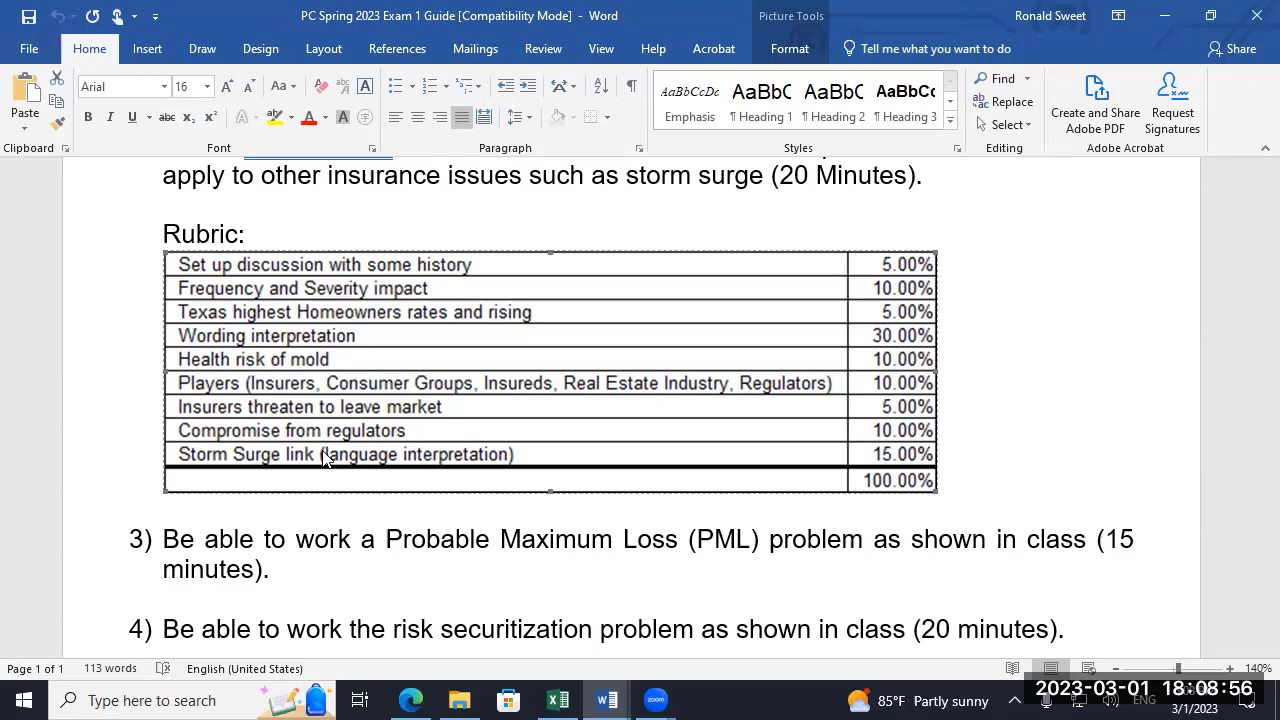 PC Spring 2023 Exam 1 Guide [Compatibility Mode] - Word
Picture Tools
Ronald Sweet
File Home Insert Draw Design Layout References Mailings Review View Help Acrobat Format Tell me what you want to do Share
Arial 16 Find
Paste Replace
Select
AaBbCcDc AaBbC AaBbC AaBbCc
Emphasis ¶ Heading 1 ¶ Heading 2 ¶ Heading 3
Create and Share Adobe PDF
Request Signatures
Clipboard Font Paragraph Styles Editing Adobe Acrobat
apply to other insurance issues such as storm surge (20 Minutes).
Rubric:
Set up discussion with some history 5.00%
Frequency and Severity impact 10.00%
Texas highest Homeowners rates and rising 5.00%
Wording interpretation 30.00%
Health risk of mold 10.00%
Players (Insurers, Consumer Groups, Insureds, Real Estate Industry, Regulators) 10.00%
Insurers threaten to leave market 5.00%
Compromise from regulators 10.00%
Storm Surge link (language interpretation) 15.00%
100.00%
3) Be able to work a Probable Maximum Loss (PML) problem as shown in class (15
minutes).
4) Be able to work the risk securitization problem as shown in class (20 minutes).
Page 1 of 1 113 words English (United States) 140%
Type here to search
85°F Partly sunny
ENG
2023-03-01 18:08:56
3/1/2023